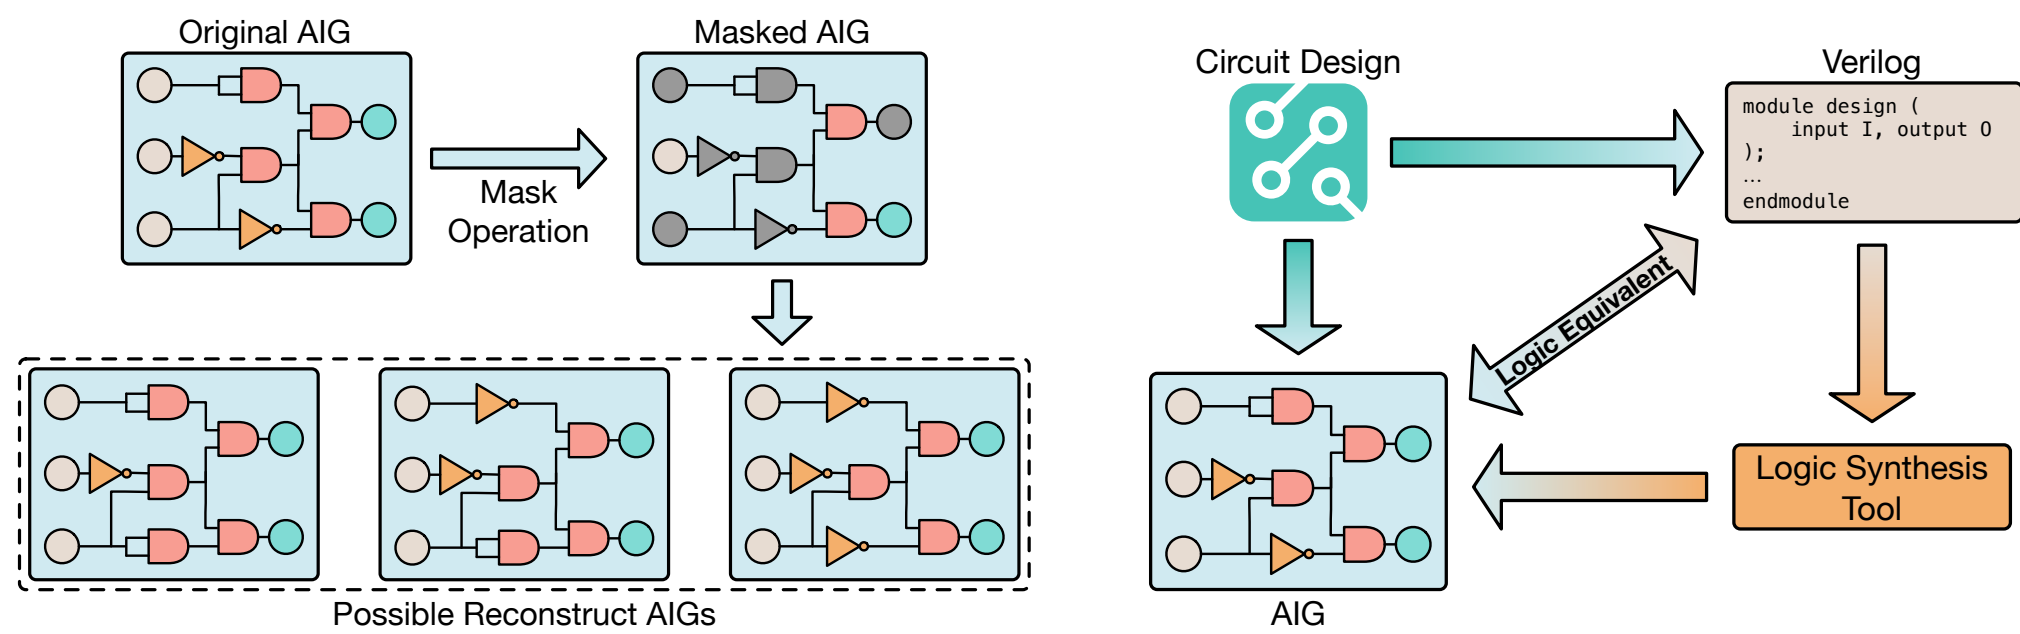 Original AIG
Masked AIG
Mask
Operation
Possible Reconstruct AIGs
Circuit Design
Verilog
module design (
    input I, output O
);
...
endmodule
Logic Equivalent
Logic Synthesis
Tool
AIG